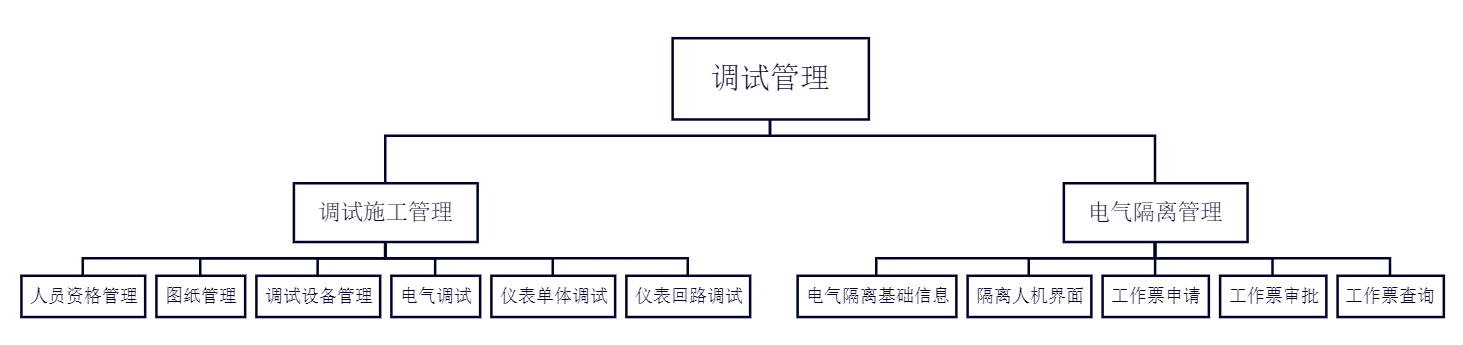 调试管理
调试施工管理
电气隔离管理
人员资格管理
图纸管理
调试设备管理
电气调试
仪表单体调试
仪表回路调试
电气隔离基础信息
隔离人机界面
工作票申请
工作票审批
工作票查询